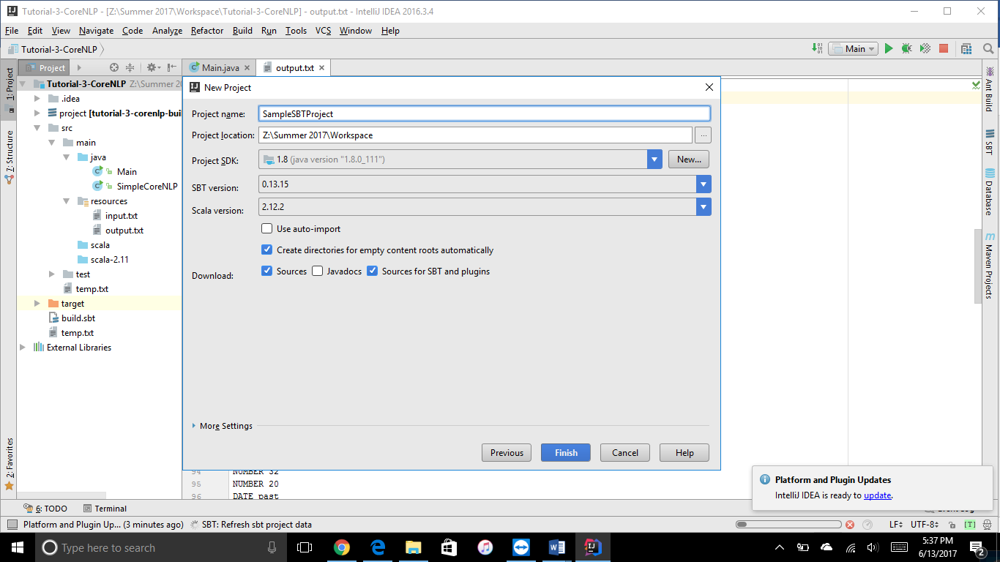 Tutorial-3-CoreNLP - [Z:\Summer 2017\Workspace\Tutorial-3-CoreNLP] - output.txt - IntelliJ IDEA 2016.3.4
File Edit View Navigate Code Analyze Refactor Build Run Tools VCS Window Help
Tutorial-3-CoreNLP
Main
Project
Main.java
output.txt
1: Project
7: Structure
2: Favorites
Tutorial-3-CoreNLP Z:\Summer 20
.idea
project [tutorial-3-corenlp-bui
src
main
java
Main
SimpleCoreNLP
resources
input.txt
output.txt
scala
scala-2.11
test
temp.txt
target
build.sbt
temp.txt
External Libraries
New Project
Project name: SampleSBTProject
Project location: Z:\Summer 2017\Workspace ...
Project SDK: 1.8 (java version "1.8.0_111") New...
SBT version: 0.13.15
Scala version: 2.12.2
Use auto-import
Create directories for empty content roots automatically
Download: Sources Javadocs Sources for SBT and plugins
More Settings
Previous Finish Cancel Help
94 NUMBER 32
95 NUMBER 20
96 DATE past
Ant Build
SBT
Database
Maven Projects
Platform and Plugin Updates
IntelliJ IDEA is ready to update.
6: TODO Terminal Event Log
Platform and Plugin Up... (3 minutes ago) SBT: Refresh sbt project data
LF UTF-8 [T]
Type here to search
5:37 PM
6/13/2017
2